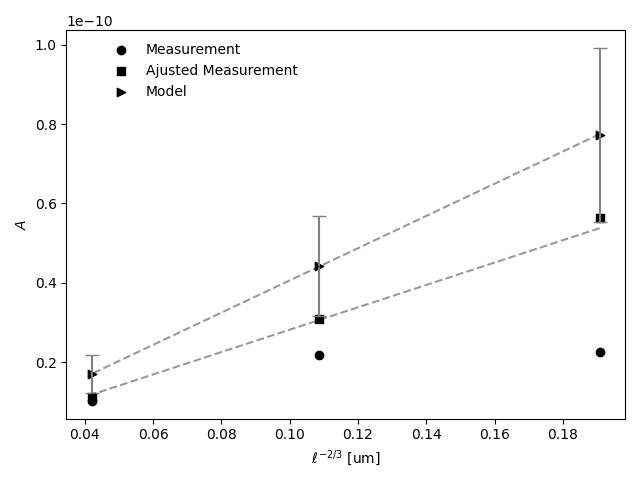 1e−10
1.0
0.8
0.6
0.4
0.2
A
Measurement
Ajusted Measurement
Model
0.04 0.06 0.08 0.10 0.12 0.14 0.16 0.18
ℓ^{−2/3} [um]